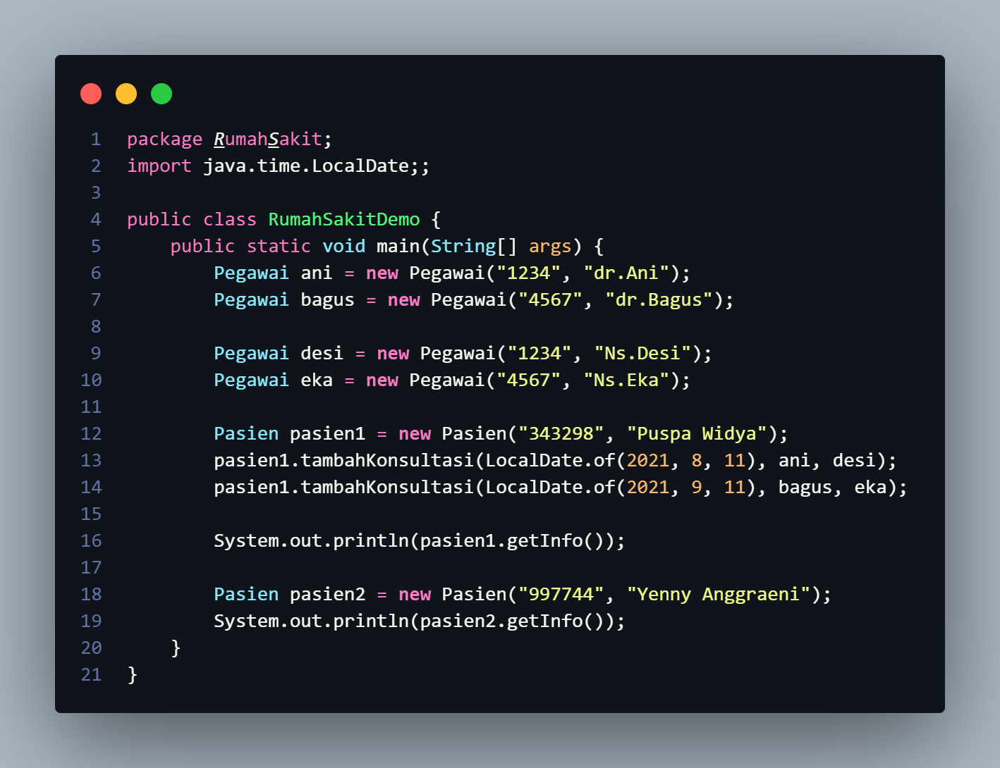 1 package RumahSakit;
2 import java.time.LocalDate;;
3
4 public class RumahSakitDemo {
5     public static void main(String[] args) {
6         Pegawai ani = new Pegawai("1234", "dr.Ani");
7         Pegawai bagus = new Pegawai("4567", "dr.Bagus");
8
9         Pegawai desi = new Pegawai("1234", "Ns.Desi");
10         Pegawai eka = new Pegawai("4567", "Ns.Eka");
11
12         Pasien pasien1 = new Pasien("343298", "Puspa Widya");
13         pasien1.tambahKonsultasi(LocalDate.of(2021, 8, 11), ani, desi);
14         pasien1.tambahKonsultasi(LocalDate.of(2021, 9, 11), bagus, eka);
15
16         System.out.println(pasien1.getInfo());
17
18         Pasien pasien2 = new Pasien("997744", "Yenny Anggraeni");
19         System.out.println(pasien2.getInfo());
20     }
21 }